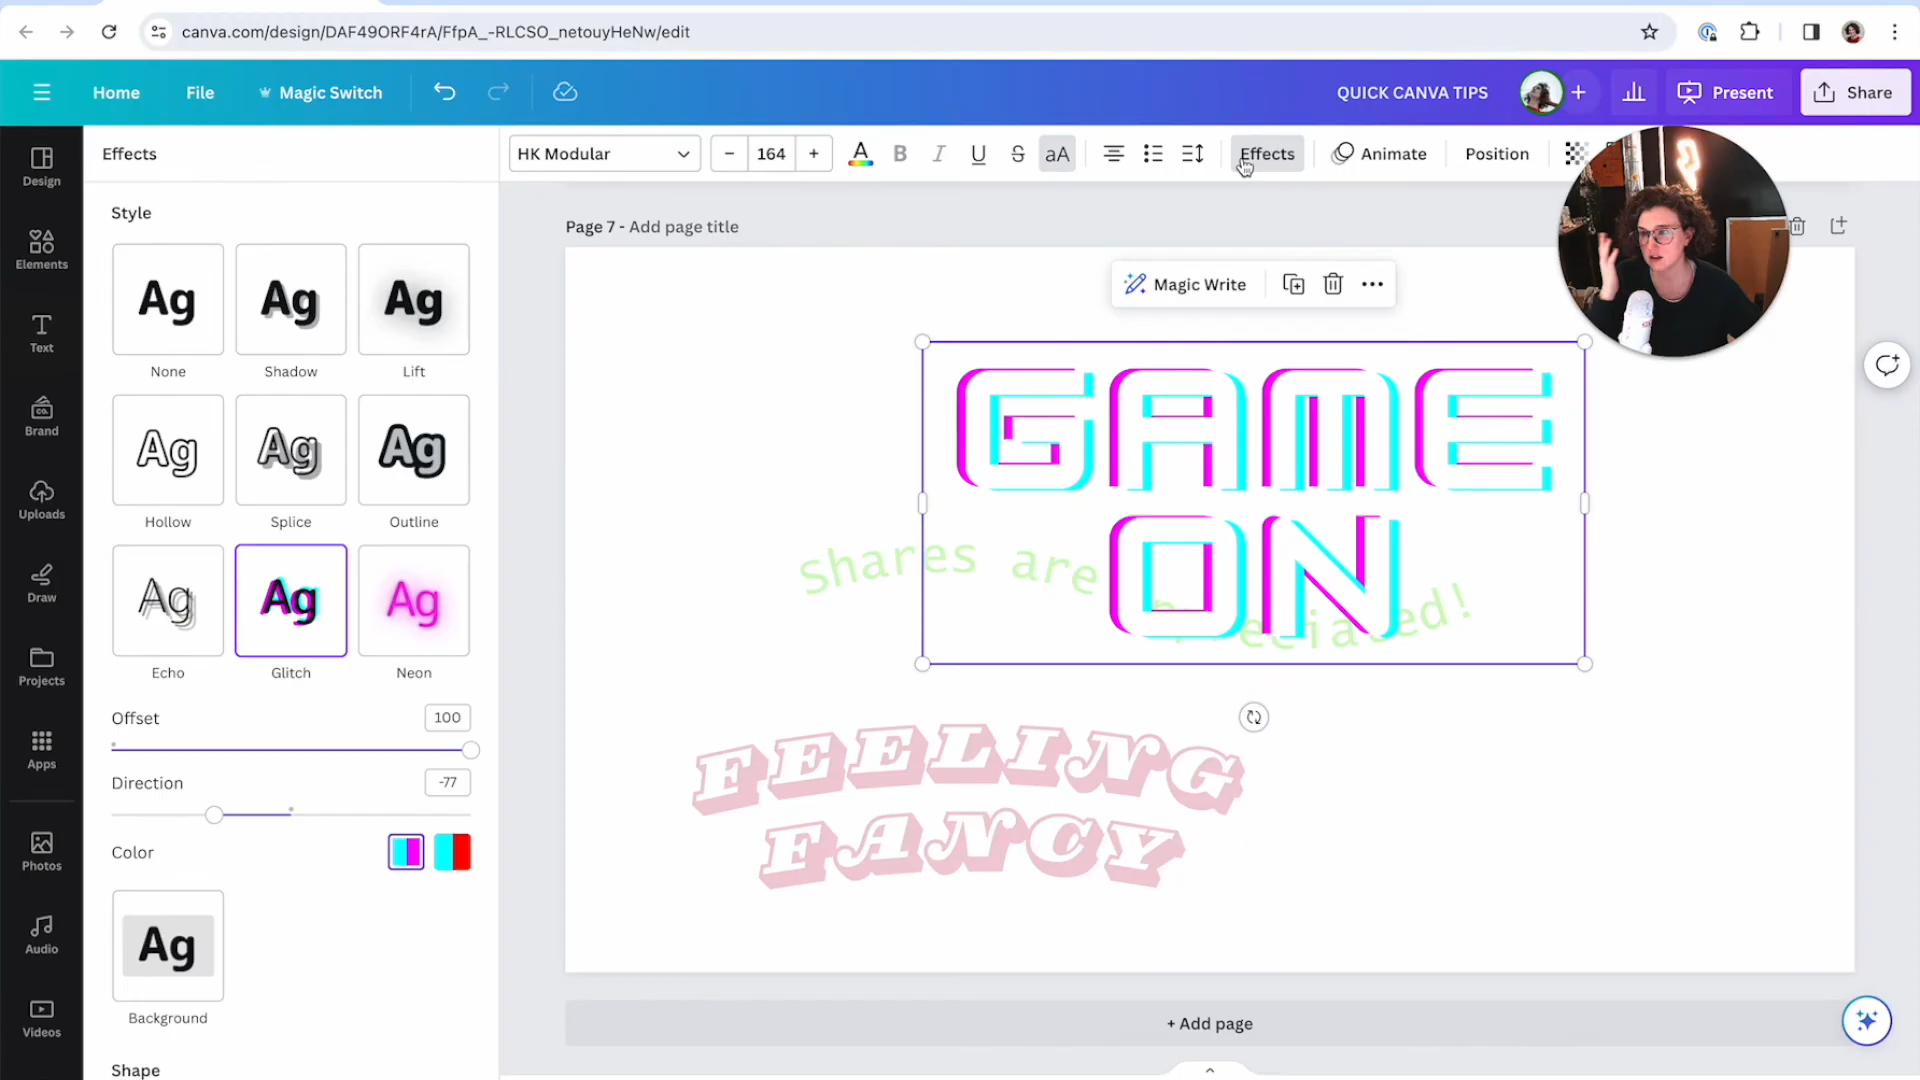 canva.com/design/DAF49ORF4rA/FfpA_-RLCSO_netouyHeNw/edit
Home
File
Magic Switch
QUICK CANVA TIPS
Present
Share
Design
Elements
Text
Brand
Uploads
Draw
Projects
Apps
Photos
Audio
Videos
Effects
Style
Ag
Ag
Ag
None
Shadow
Lift
Ag
Ag
Ag
Hollow
Splice
Outline
Ag
Ag
Ag
Echo
Glitch
Neon
Offset
100
Direction
-77
Color
Ag
Background
Shape
HK Modular
164
A
B
I
U
S
aA
Effects
Animate
Position
Page 7 - Add page title
Magic Write
GAME
ON
Shares are
FEELING
FANCY
+ Add page